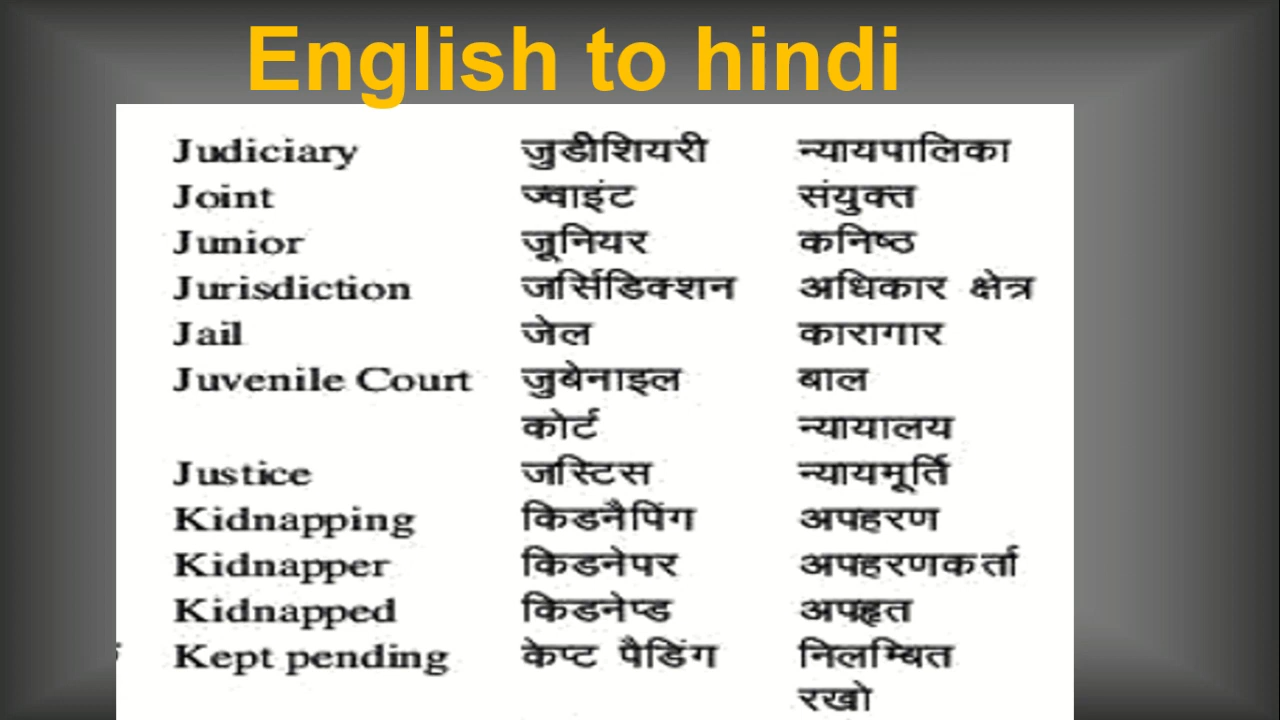 English to hindi
Judiciary जुडीशियरी न्यायपालिका
Joint ज्वाइंट संयुक्त
Junior जूनियर कनिष्ठ
Jurisdiction जर्सिडिक्शन अधिकार क्षेत्र
Jail जेल कारागार
Juvenile Court जुबेनाइल बाल
कोर्ट न्यायालय
Justice जस्टिस न्यायमूर्ति
Kidnapping किडनैपिंग अपहरण
Kidnapper किडनेपर अपहरणकर्ता
Kidnapped किडनेप्ड अपहृत
Kept pending केप्ट पैडिंग निलम्बित
रखो